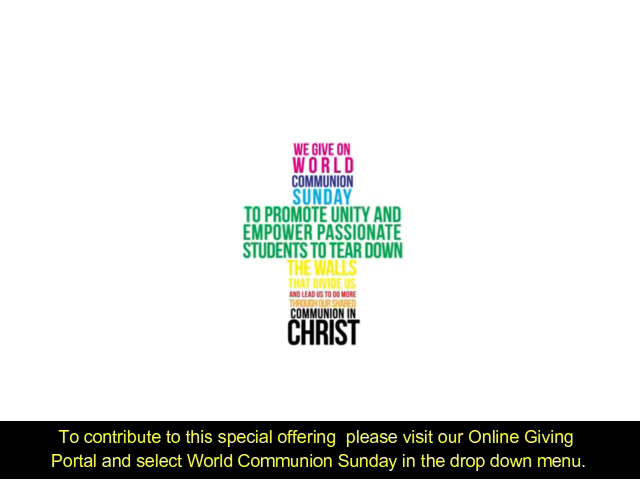 WE GIVE ON
WORLD
COMMUNION
SUNDAY
TO PROMOTE UNITY AND
EMPOWER PASSIONATE
STUDENTS TO TEAR DOWN
THE WALLS
THAT DIVIDE US
AND LEAD US TO DO MORE
THROUGH OUR SHARED
COMMUNION IN
CHRIST
To contribute to this special offering  please visit our Online Giving
Portal and select World Communion Sunday in the drop down menu.